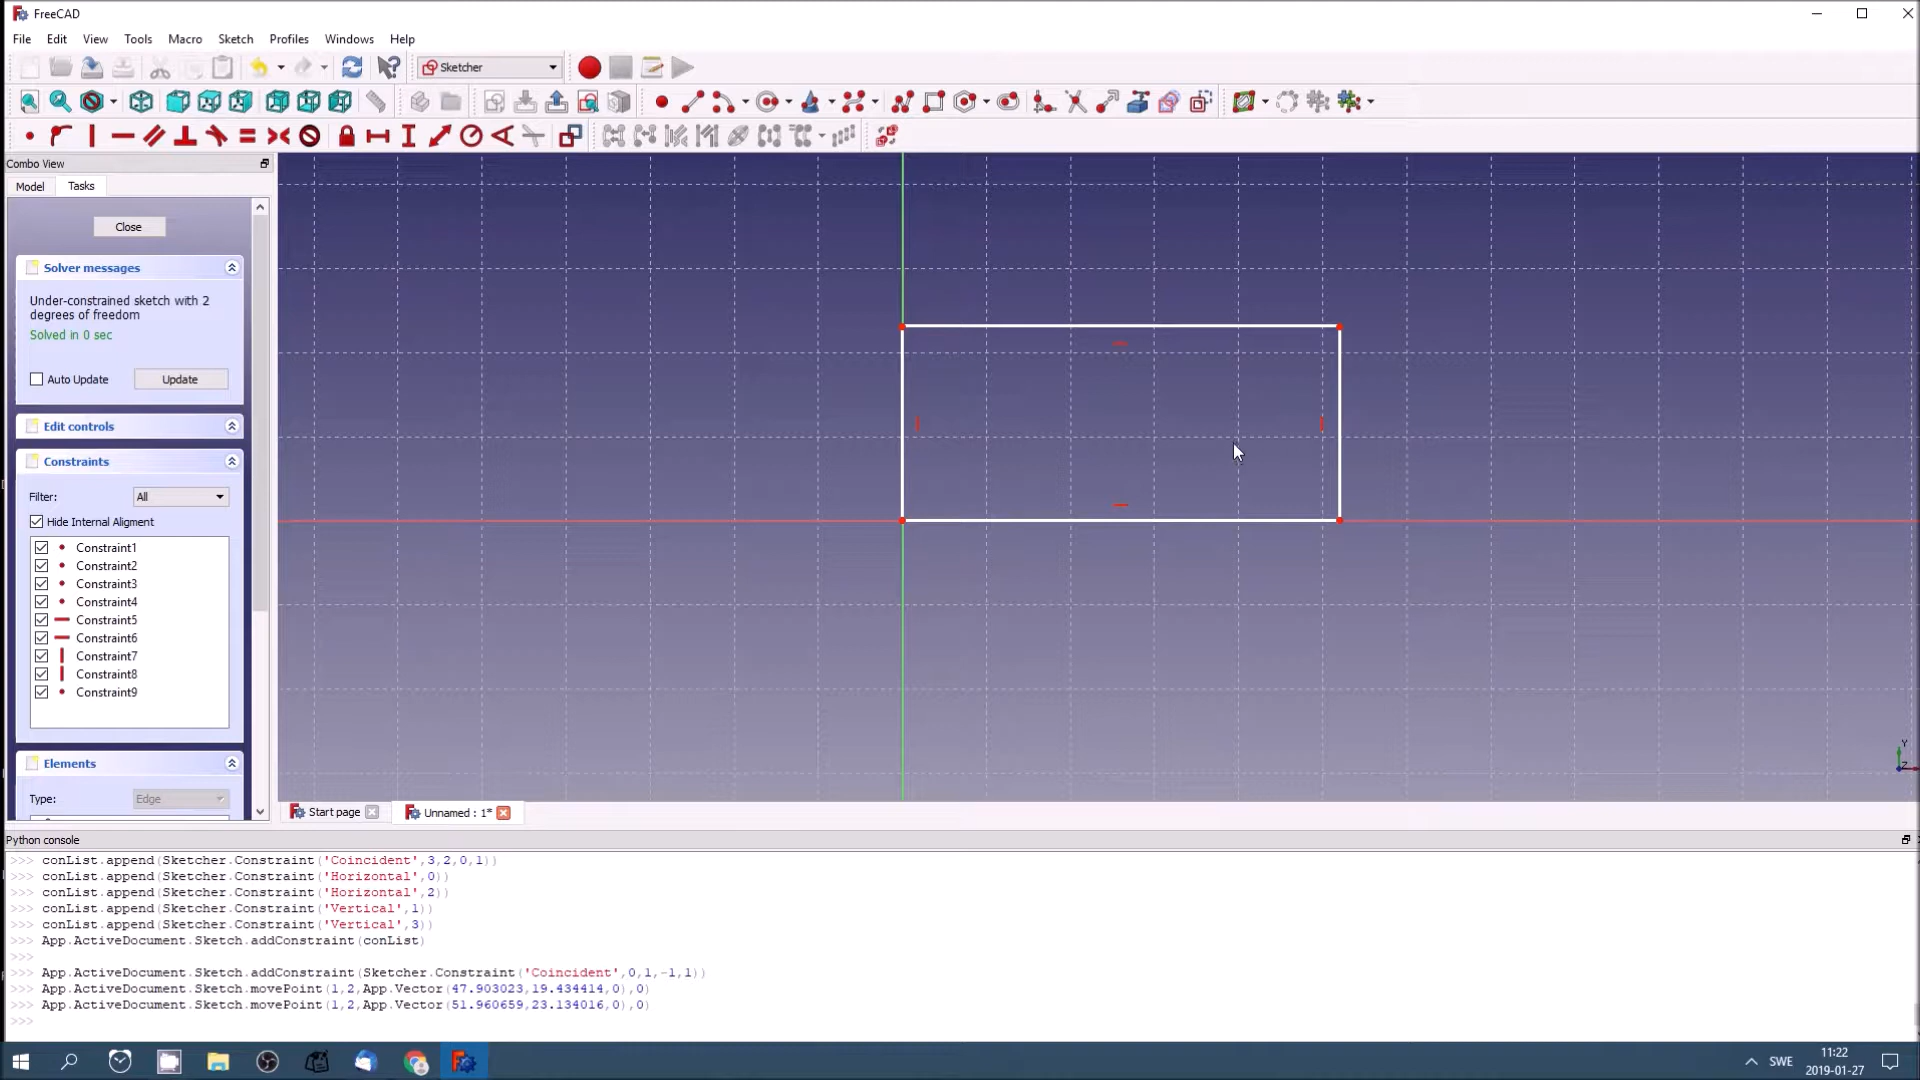 FreeCAD
File Edit View Tools Macro Sketch Profiles Windows Help
Sketcher
Combo View
Model Tasks
Close
Solver messages
Under-constrained sketch with 2
degrees of freedom
Solved in 0 sec
Auto Update Update
Edit controls
Constraints
Filter: All
Hide Internal Aligment
Constraint1
Constraint2
Constraint3
Constraint4
Constraint5
Constraint6
Constraint7
Constraint8
Constraint9
Elements
Type: Edge
Y
Z
Start page Unnamed : 1*
Python console
>>> conList.append(Sketcher.Constraint('Coincident',3,2,0,1))
>>> conList.append(Sketcher.Constraint('Horizontal',0))
>>> conList.append(Sketcher.Constraint('Horizontal',2))
>>> conList.append(Sketcher.Constraint('Vertical',1))
>>> conList.append(Sketcher.Constraint('Vertical',3))
>>> App.ActiveDocument.Sketch.addConstraint(conList)
>>>
>>> App.ActiveDocument.Sketch.addConstraint(Sketcher.Constraint('Coincident',0,1,-1,1))
>>> App.ActiveDocument.Sketch.movePoint(1,2,App.Vector(47.903023,19.434414,0),0)
>>> App.ActiveDocument.Sketch.movePoint(1,2,App.Vector(51.960659,23.134016,0),0)
>>>
SWE 11:22
2019-01-27